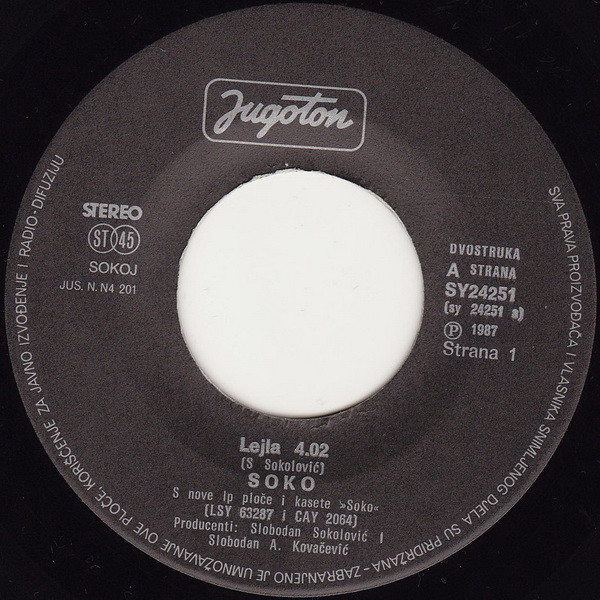 Jugoton
STEREO
ST 45
SOKOJ
JUS. N. N4 201
DVOSTRUKA
A STRANA
SY24251
(sy 24251 a)
Ⓟ 1987
Strana 1
Lejla 4.02
(S Sokolović)
SOKO
S nove lp ploče i kasete »Soko«
(LSY 63287 i CAY 2064)
Producenti: Slobodan Sokolović I
Slobodan A. Kovačević
SVA PRAVA PROIZVOĐAČA I VLASNIKA SNIMLJENOG DJELA SU PRIDRŽANA - ZABRANJENO JE UMNOŽAVANJE OVE PLOČE, KORIŠĆENJE ZA JAVNO IZVOĐENJE I RADIO-DIFUZIJU